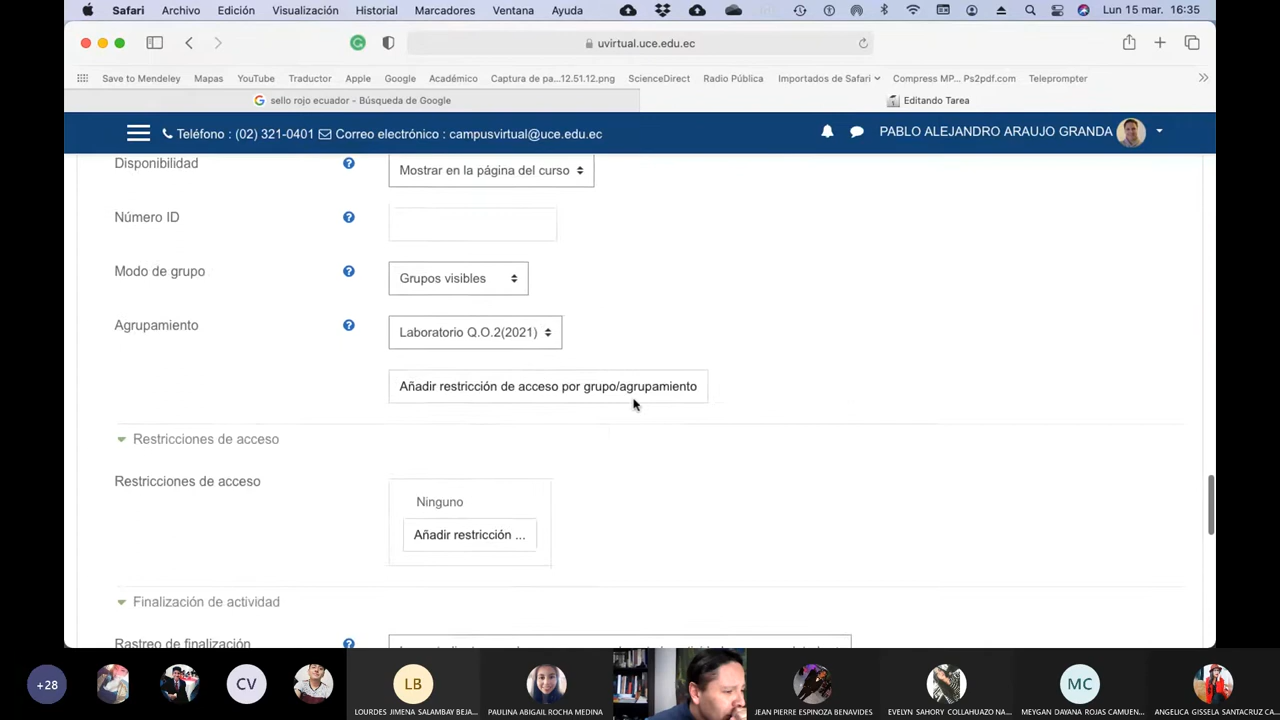 Safari Archivo Edición Visualización Historial Marcadores Ventana Ayuda Lun 15 mar. 16:35
uvirtual.uce.edu.ec
Save to Mendeley Mapas YouTube Traductor Apple Google Académico Captura de pa...12.51.12.png ScienceDirect Radio Pública Importados de Safari Compress MP... Ps2pdf.com Teleprompter
sello rojo ecuador - Búsqueda de Google Editando Tarea
Teléfono : (02) 321-0401 Correo electrónico : campusvirtual@uce.edu.ec PABLO ALEJANDRO ARAUJO GRANDA
Disponibilidad Mostrar en la página del curso
Número ID
Modo de grupo Grupos visibles
Agrupamiento Laboratorio Q.O.2(2021)
Añadir restricción de acceso por grupo/agrupamiento
Restricciones de acceso
Restricciones de acceso
Ninguno
Añadir restricción ...
Finalización de actividad
Rastreo de finalización
+28 CV LB MC
LOURDES JIMENA SALAMBAY BEJA... PAULINA ABIGAIL ROCHA MEDINA JEAN PIERRE ESPINOZA BENAVIDES EVELYN SAHORY COLLAHUAZO NA... MEYGAN DAYANA ROJAS CAMUEN... ANGELICA GISSELA SANTACRUZ CA